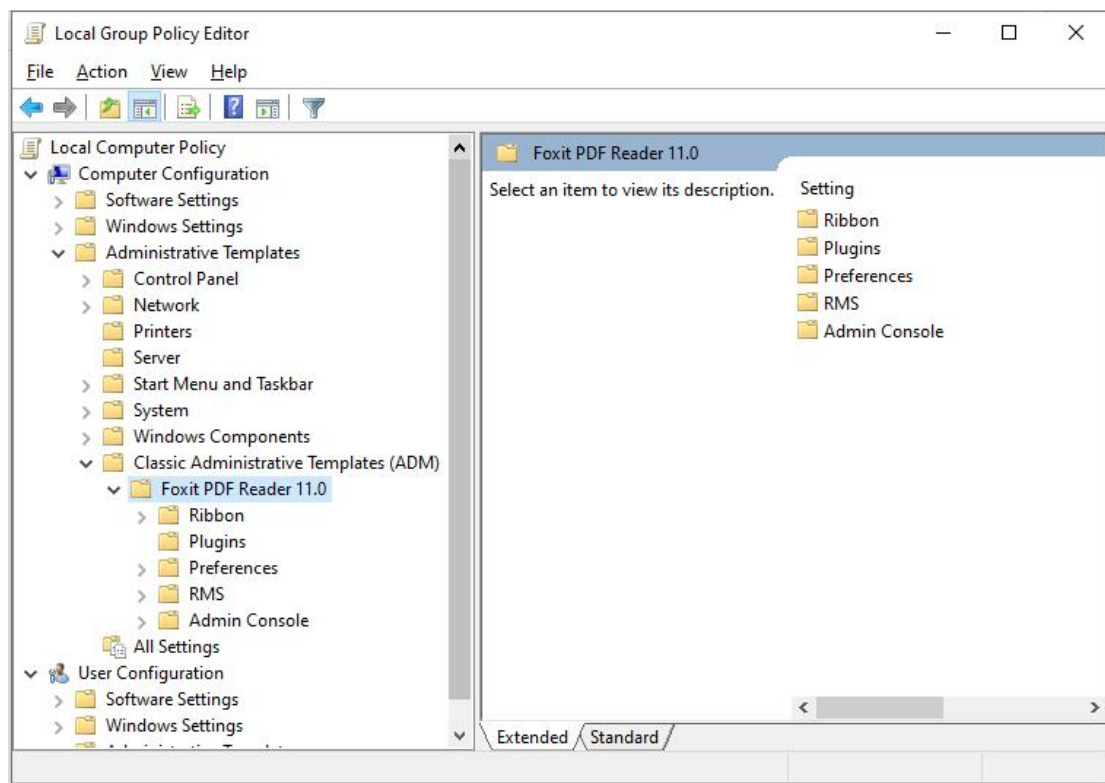 Local Group Policy Editor
File Action View Help
Local Computer Policy
Computer Configuration
Software Settings
Windows Settings
Administrative Templates
Control Panel
Network
Printers
Server
Start Menu and Taskbar
System
Windows Components
Classic Administrative Templates (ADM)
Foxit PDF Reader 11.0
Ribbon
Plugins
Preferences
RMS
Admin Console
All Settings
User Configuration
Software Settings
Windows Settings
Foxit PDF Reader 11.0
Select an item to view its description.
Setting
Ribbon
Plugins
Preferences
RMS
Admin Console
Extended Standard